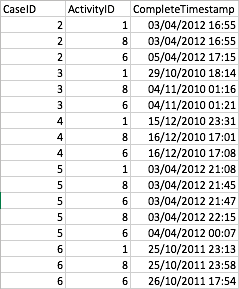 CaseID ActivityID CompleteTimestamp
2 1 03/04/2012 16:55
2 8 03/04/2012 16:55
2 6 05/04/2012 17:15
3 1 29/10/2010 18:14
3 8 04/11/2010 01:16
3 6 04/11/2010 01:21
4 1 15/12/2010 23:31
4 8 16/12/2010 17:01
4 6 16/12/2010 17:08
5 1 03/04/2012 21:08
5 8 03/04/2012 21:45
5 6 03/04/2012 21:47
5 8 03/04/2012 22:15
5 6 04/04/2012 00:07
6 1 25/10/2011 23:13
6 8 25/10/2011 23:58
6 6 26/10/2011 17:54